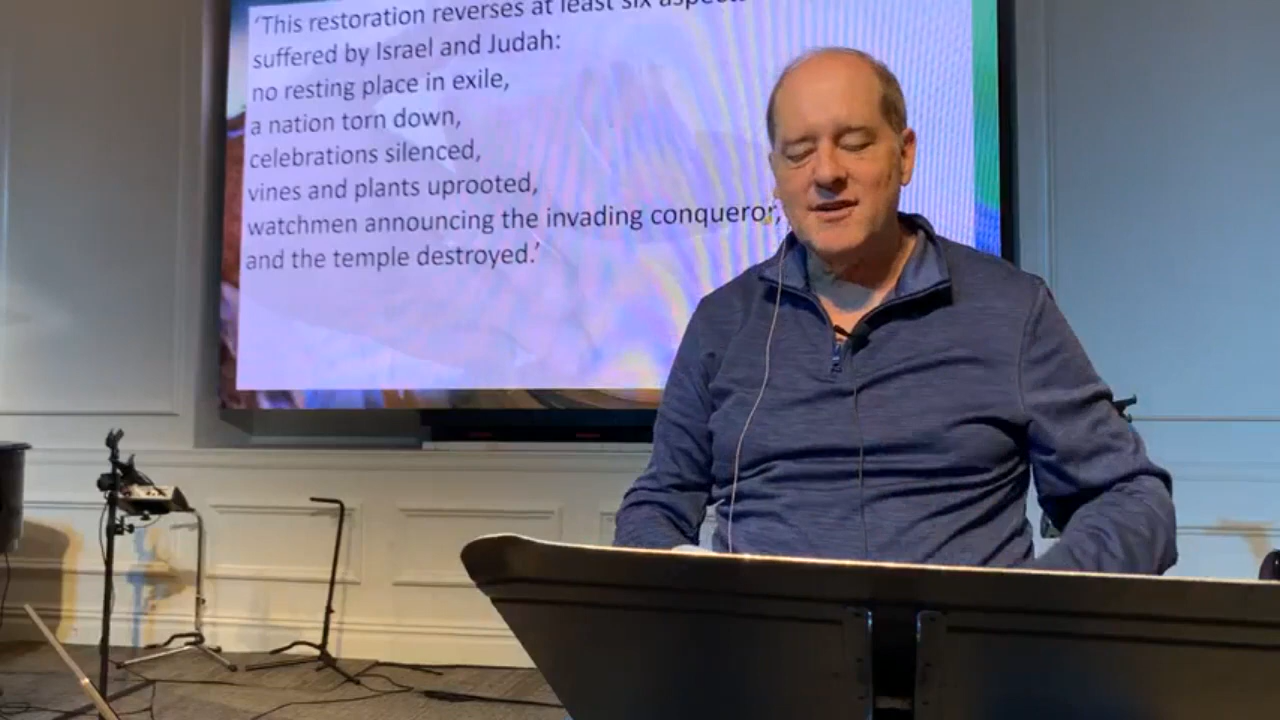 ‘This restoration reverses at least six aspects
suffered by Israel and Judah:
no resting place in exile,
a nation torn down,
celebrations silenced,
vines and plants uprooted,
watchmen announcing the invading conqueror,
and the temple destroyed.’